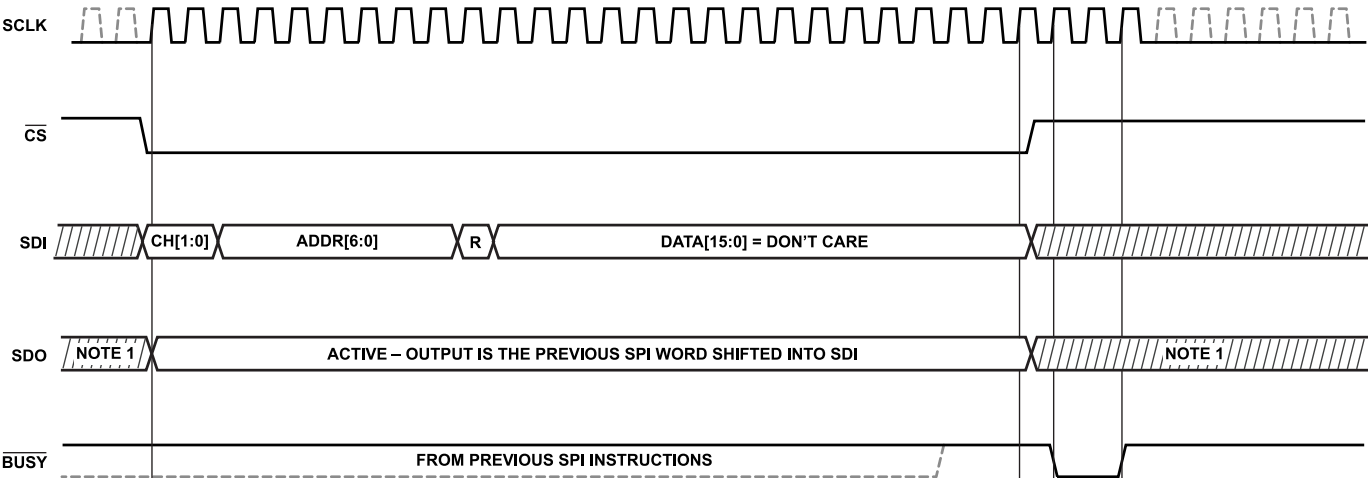 SCLK
CS
SDI
CH[1:0] ADDR[6:0] R DATA[15:0] = DON'T CARE
SDO
NOTE 1 ACTIVE – OUTPUT IS THE PREVIOUS SPI WORD SHIFTED INTO SDI NOTE 1
BUSY
FROM PREVIOUS SPI INSTRUCTIONS